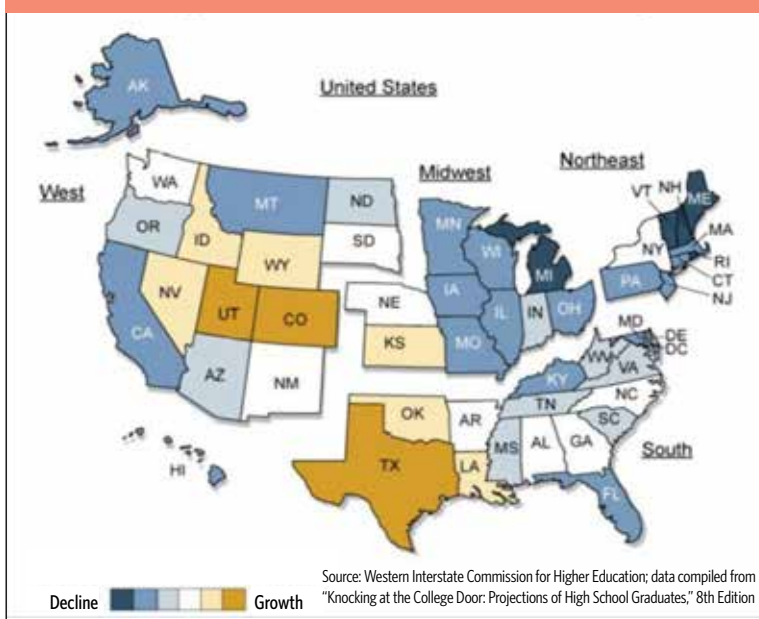 United States
AK
West
WA
OR
CA
NV
ID
MT
WY
UT
CO
AZ
NM
HI
Midwest
ND
SD
NE
KS
MN
IA
MO
WI
IL
MI
IN
OH
Northeast
VT NH
ME
MA
NY
RI
CT
PA
NJ
South
MD
DE
DC
WV
VA
KY
NC
TN
SC
OK
AR
TX
LA
MS
AL
GA
FL
Decline
Growth
Source: Western Interstate Commission for Higher Education; data compiled from
“Knocking at the College Door: Projections of High School Graduates,” 8th Edition